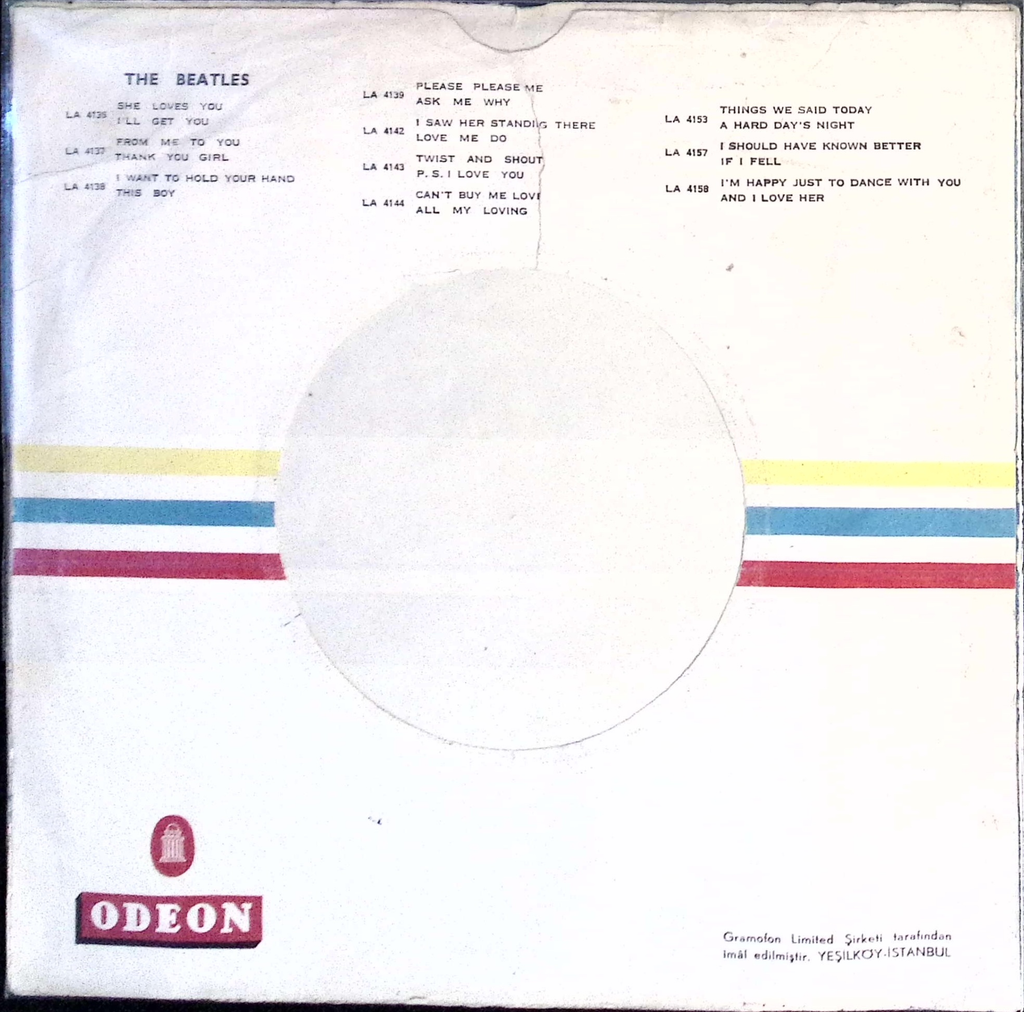 THE BEATLES
LA 4136 SHE LOVES YOU
I'LL GET YOU
LA 4137 FROM ME TO YOU
THANK YOU GIRL
LA 4138 I WANT TO HOLD YOUR HAND
THIS BOY
LA 4139 PLEASE PLEASE ME
ASK ME WHY
LA 4142 I SAW HER STANDING THERE
LOVE ME DO
LA 4143 TWIST AND SHOUT
P.S. I LOVE YOU
LA 4144 CAN'T BUY ME LOVE
ALL MY LOVING
LA 4153 THINGS WE SAID TODAY
A HARD DAY'S NIGHT
LA 4157 I SHOULD HAVE KNOWN BETTER
IF I FELL
LA 4158 I'M HAPPY JUST TO DANCE WITH YOU
AND I LOVE HER
ODEON
Gramofon Limited Şirketi tarafından
imâl edilmiştir. YEŞİLKÖY-İSTANBUL